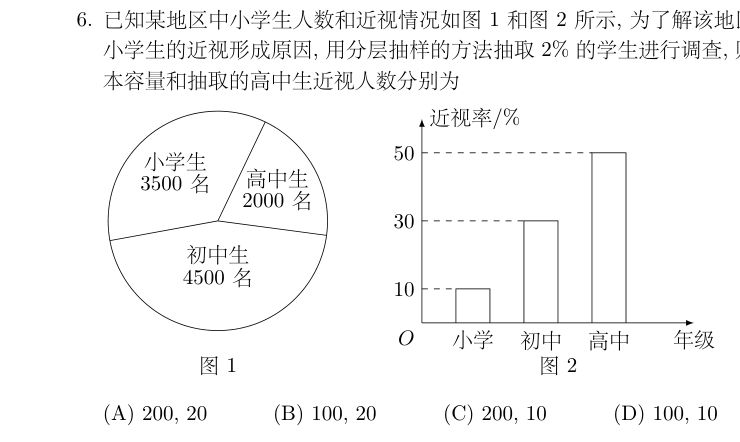 6. 已知某地区中小学生人数和近视情况如图 1 和图 2 所示, 为了解该地
小学生的近视形成原因, 用分层抽样的方法抽取 2% 的学生进行调查,
本容量和抽取的高中生近视人数分别为
小学生
3500 名
高中生
2000 名
初中生
4500 名
图 1
近视率/%
50
30
10
O
小学
初中
高中
年级
图 2
(A) 200, 20 (B) 100, 20 (C) 200, 10 (D) 100, 10